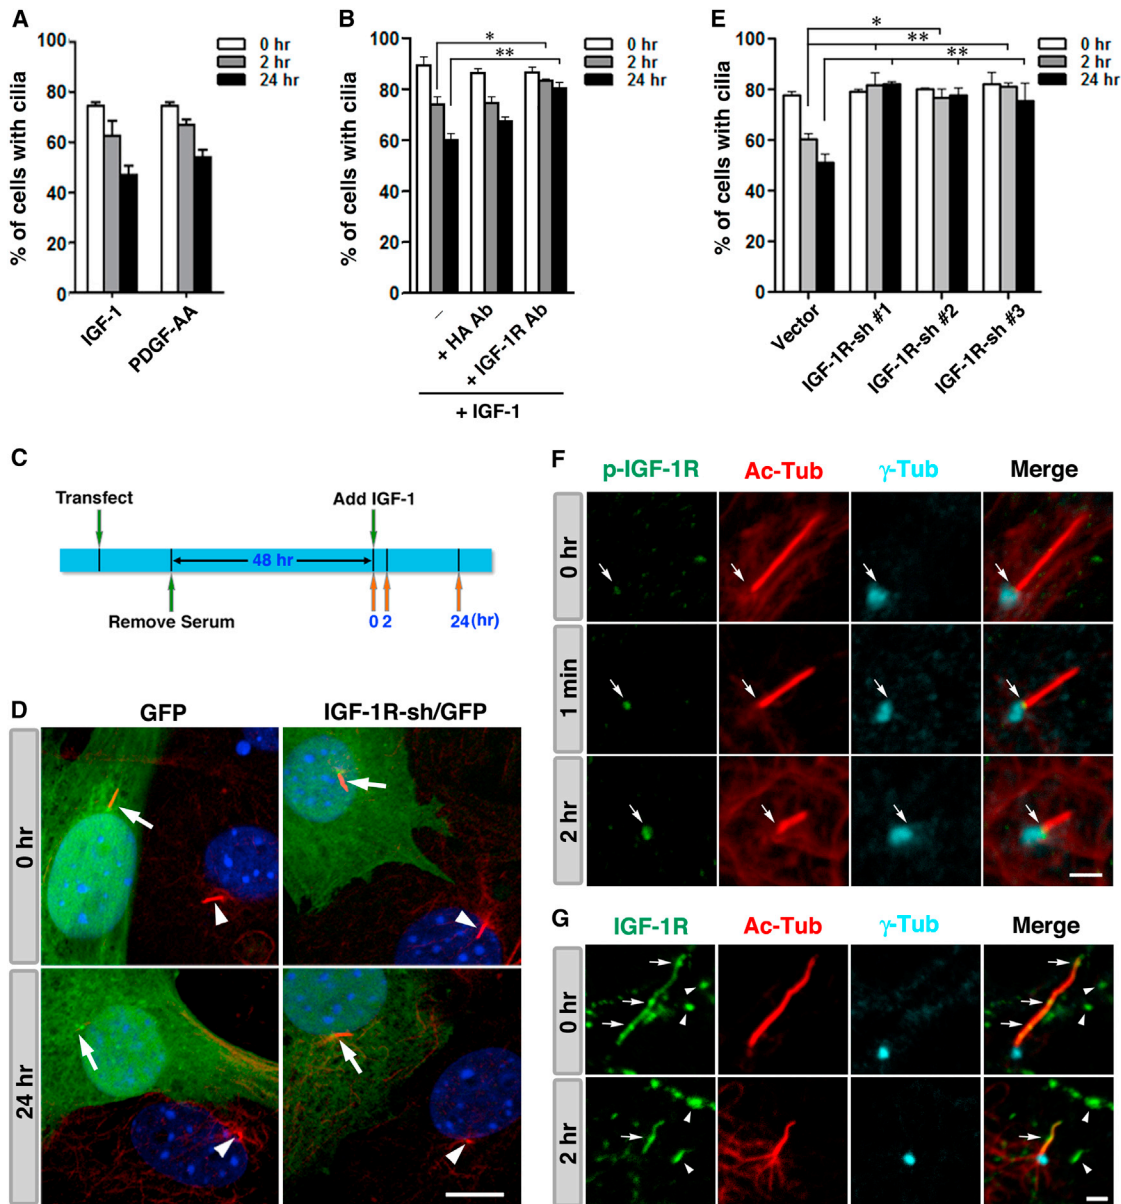 A
% of cells with cilia
100
80
60
40
20
0
0 hr
2 hr
24 hr
IGF-1
PDGF-AA
B
% of cells with cilia
100
80
60
40
20
0
*
**
0 hr
2 hr
24 hr
–
+ HA Ab
+ IGF-1R Ab
+ IGF-1
E
% of cells with cilia
100
80
60
40
20
0
*
**
**
0 hr
2 hr
24 hr
Vector
IGF-1R-sh #1
IGF-1R-sh #2
IGF-1R-sh #3
C
Transfect
Add IGF-1
48 hr
Remove Serum
0 2 24 (hr)
D
GFP
IGF-1R-sh/GFP
0 hr
24 hr
F
p-IGF-1R
Ac-Tub
γ-Tub
Merge
0 hr
1 min
2 hr
G
IGF-1R
Ac-Tub
γ-Tub
Merge
0 hr
2 hr